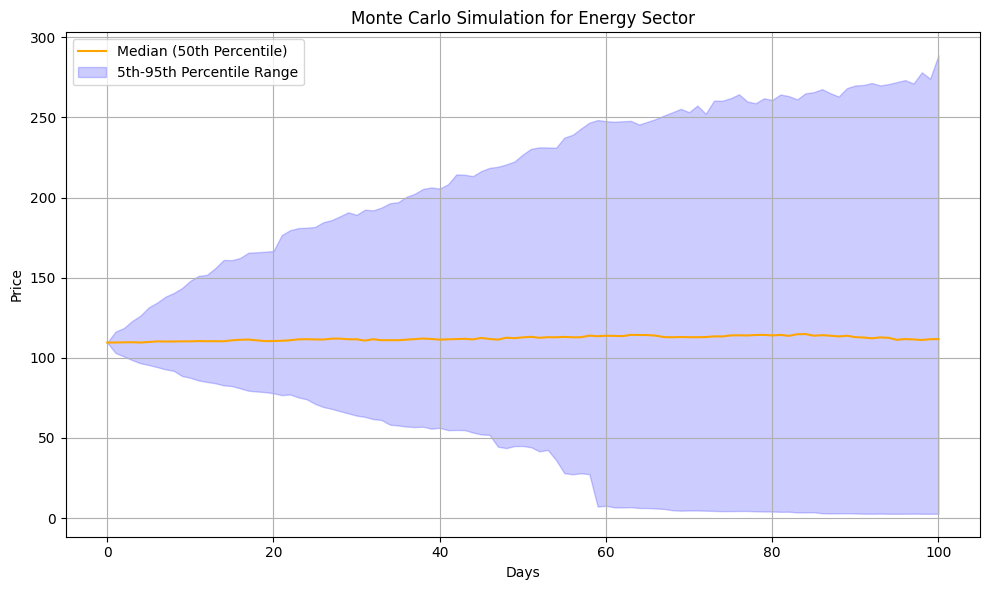 Monte Carlo Simulation for Energy Sector
Median (50th Percentile)
5th-95th Percentile Range
300
250
200
150
100
50
0
Price
0 20 40 60 80 100
Days